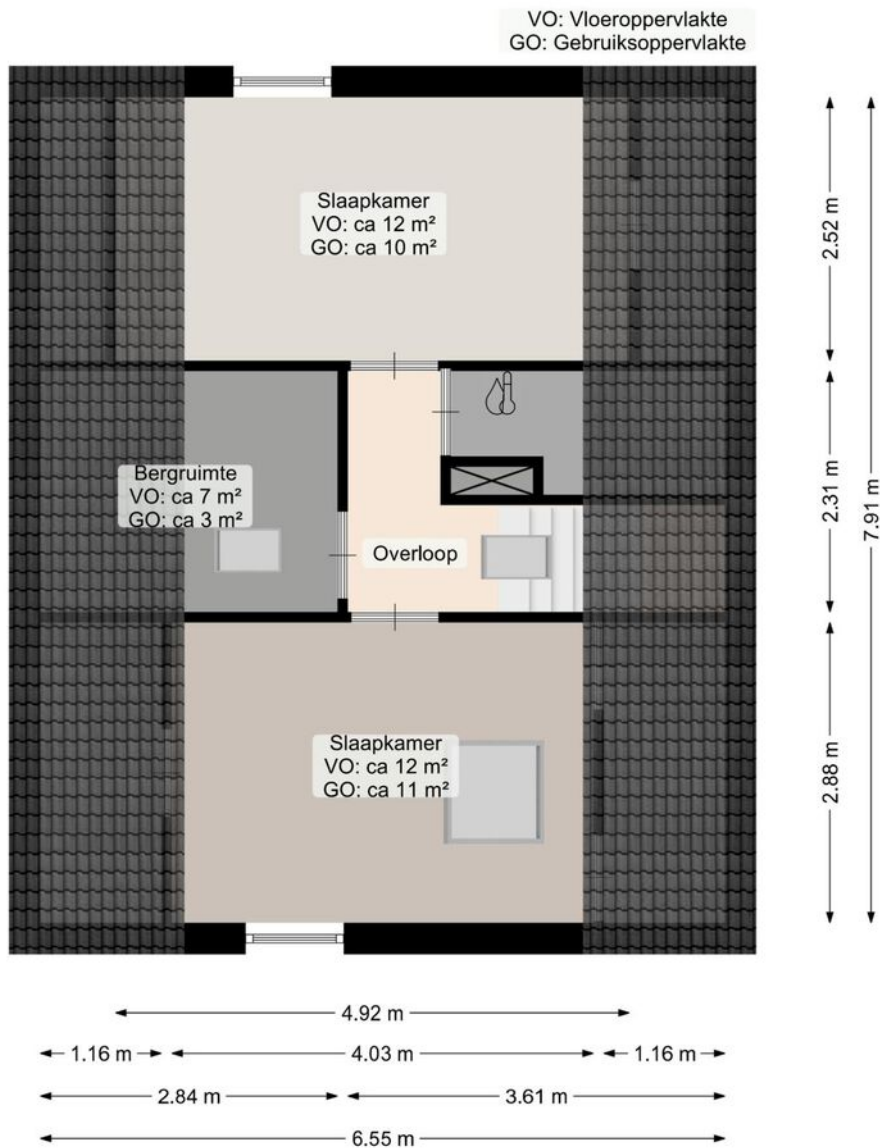 VO: Vloeroppervlakte
GO: Gebruiksoppervlakte
Slaapkamer
VO: ca 12 m²
GO: ca 10 m²
2.52 m
7.91 m
2.31 m
Bergruimte
VO: ca 7 m²
GO: ca 3 m²
Overloop
Slaapkamer
VO: ca 12 m²
GO: ca 11 m²
2.88 m
4.92 m
1.16 m
4.03 m
1.16 m
2.84 m
3.61 m
6.55 m